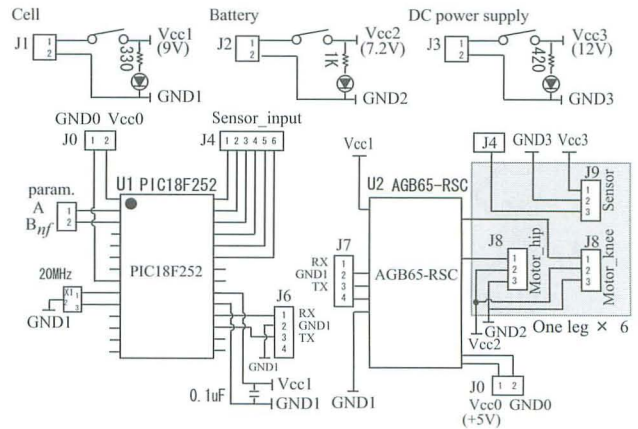 Cell
J1
1
2
330
Vcc1
(9V)
GND1
Battery
J2
1
2
1K
Vcc2
(7.2V)
GND2
DC power supply
J3
1
2
420
Vcc3
(12V)
GND3
GND0 Vcc0
J0 1 2
Sensor_input
J4 1 2 3 4 5 6
U1 PIC18F252
PIC18F252
param.
A
Bnf
1
2
20MHz
X1
1
2
3
GND1
J6
1
2
3
4
RX
GND1
TX
GND1
0.1uF
Vcc1
GND1
Vcc1
U2 AGB65-RSC
AGB65-RSC
J7
RX
GND1
TX
1
2
3
4
GND1
J4
GND3
Vcc3
J9
1
2
3
Sensor
J8
1
2
3
Motor_hip
J8
1
2
3
Motor_knee
GND2
Vcc2
One leg × 6
J0 1 2
Vcc0 GND0
(+5V)